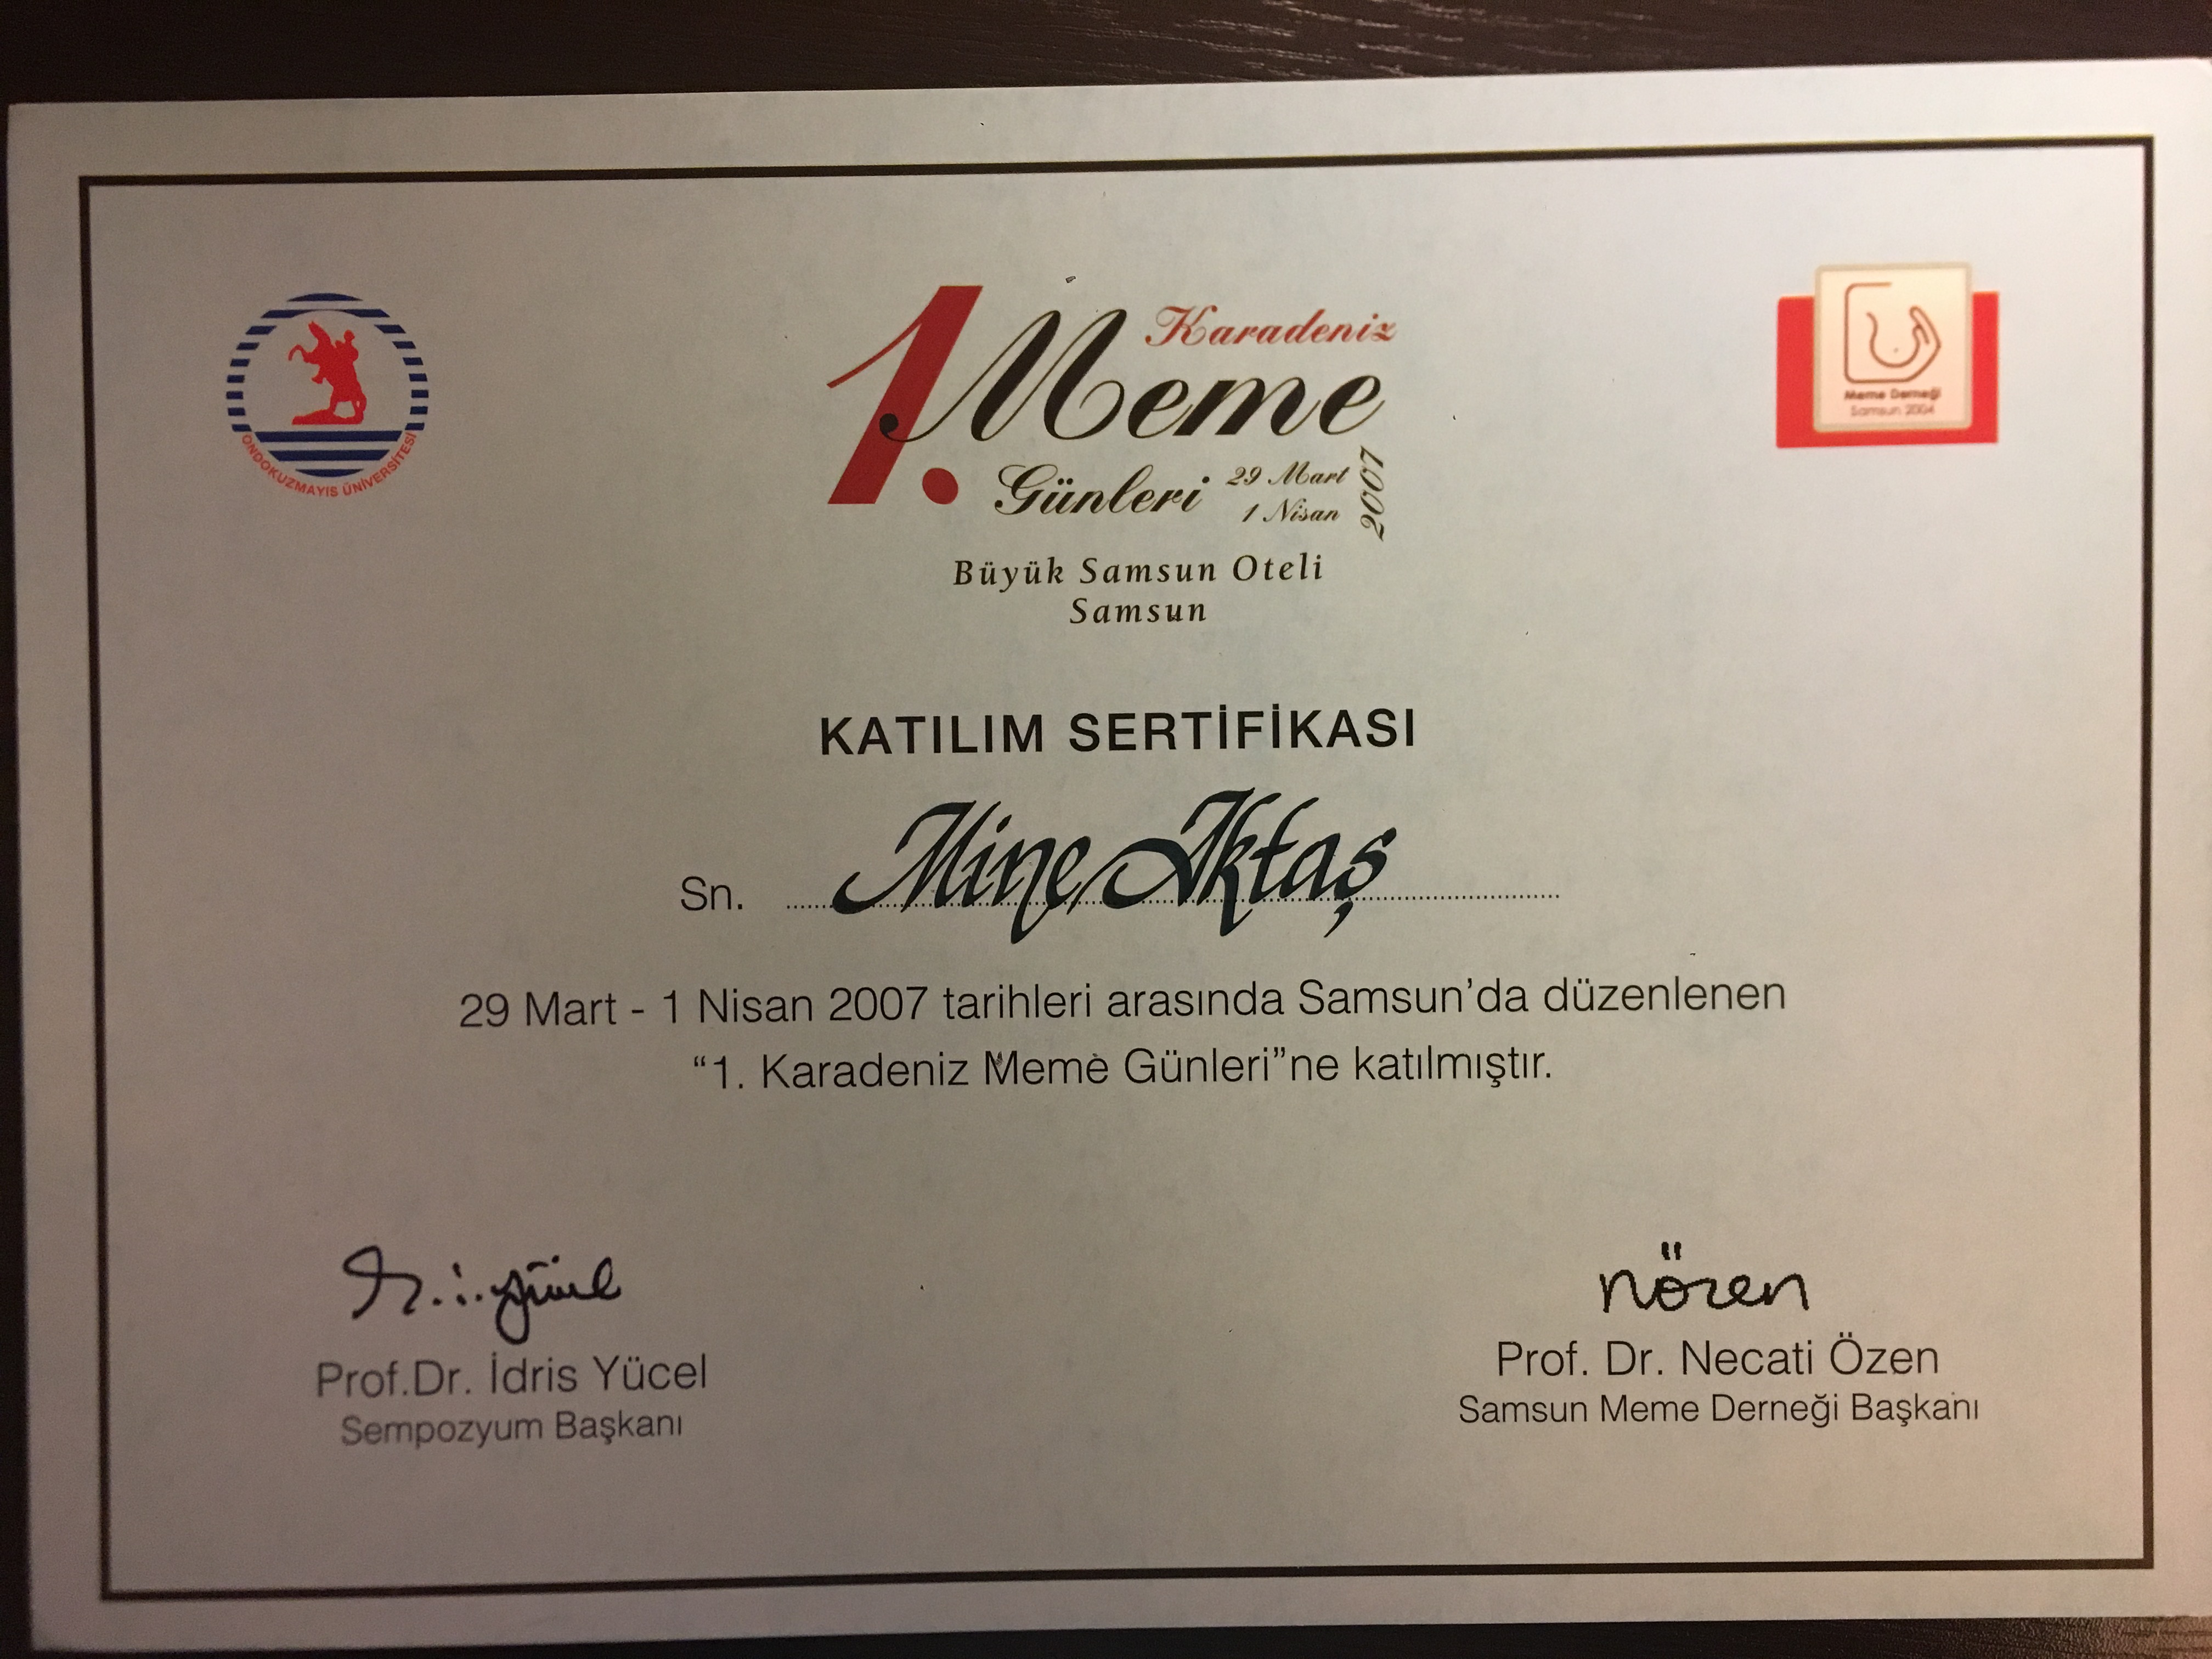 ONDOKUZMAYIS ÜNİVERSİTESİ
1. Karadeniz
Meme
Günleri 29 Mart
1 Nisan 2007
Büyük Samsun Oteli
Samsun
Meme Derneği
Samsun 2004
KATILIM SERTİFİKASI
Sn. Mine Aktaş
29 Mart - 1 Nisan 2007 tarihleri arasında Samsun'da düzenlenen
“1. Karadeniz Meme Günleri”ne katılmıştır.
nözen
Prof.Dr. İdris Yücel
Sempozyum Başkanı
Prof. Dr. Necati Özen
Samsun Meme Derneği Başkanı